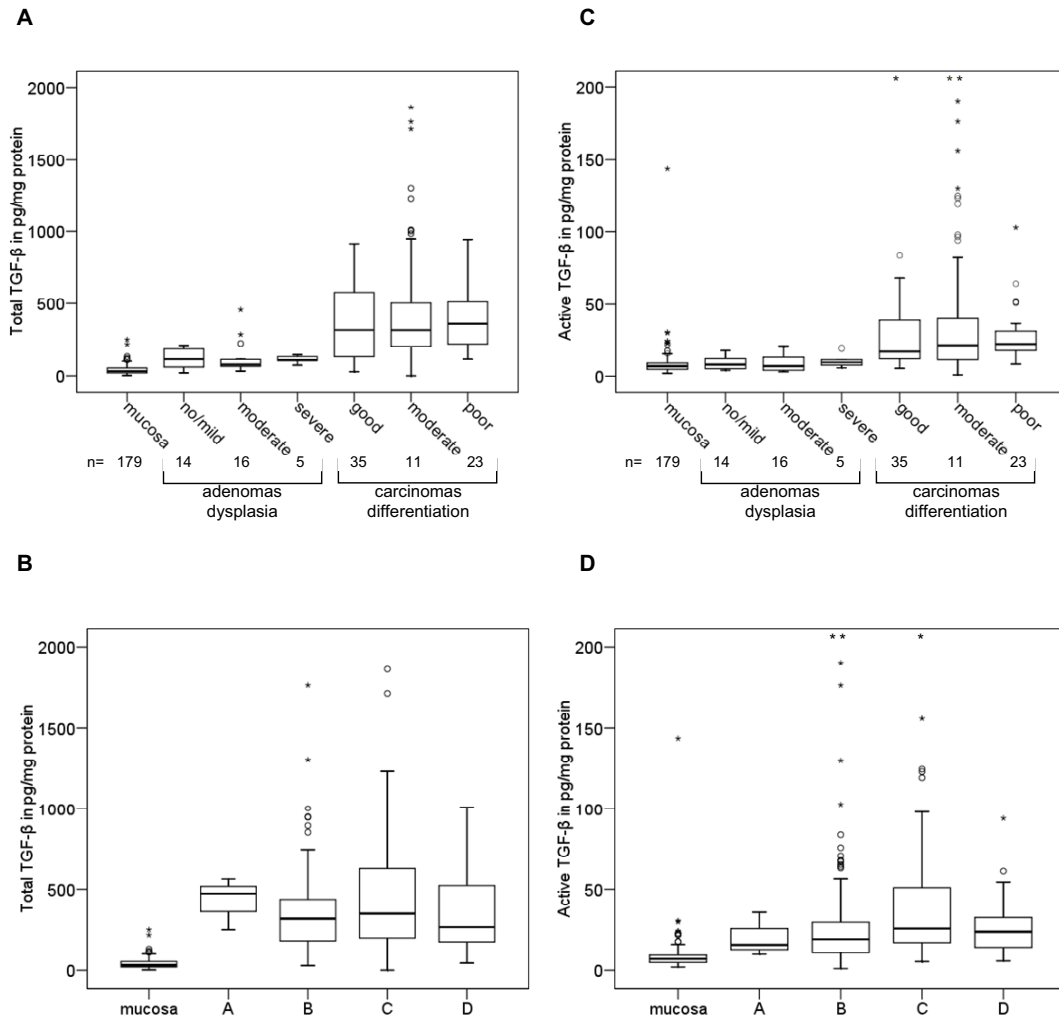 A
Total TGF-β in pg/mg protein
2000
1500
1000
500
0
mucosa no/mild moderate severe good moderate poor
n= 179 14 16 5 35 11 23
adenomas carcinomas
dysplasia differentiation
C
Active TGF-β in pg/mg protein
200
150
100
50
0
mucosa no/mild moderate severe good moderate poor
n= 179 14 16 5 35 11 23
adenomas carcinomas
dysplasia differentiation
B
Total TGF-β in pg/mg protein
2000
1500
1000
500
0
mucosa A B C D
D
Active TGF-β in pg/mg protein
200
150
100
50
0
mucosa A B C D